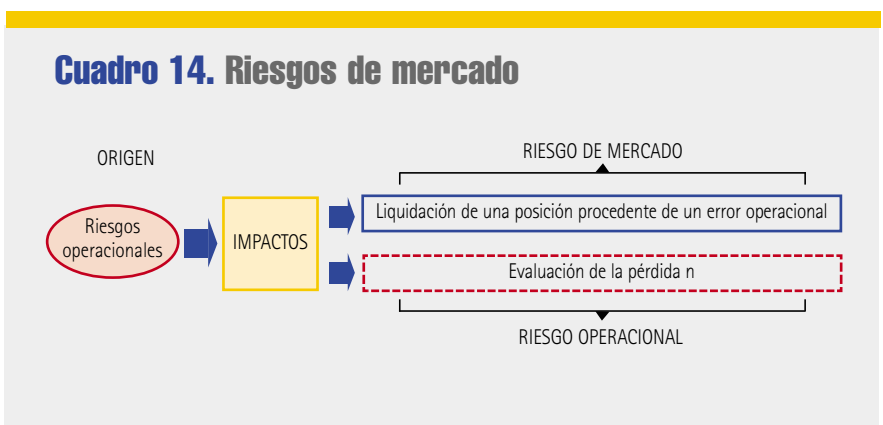 Cuadro 14. Riesgos de mercado
ORIGEN
RIESGO DE MERCADO
Riesgos
operacionales
IMPACTOS
Liquidación de una posición procedente de un error operacional
Evaluación de la pérdida n
RIESGO OPERACIONAL